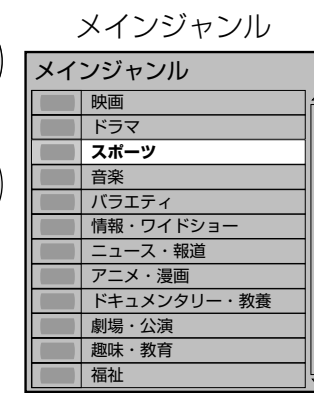 メインジャンル
メインジャンル
映画
ドラマ
スポーツ
音楽
バラエティ
情報・ワイドショー
ニュース・報道
アニメ・漫画
ドキュメンタリー・教養
劇場・公演
趣味・教育
福祉